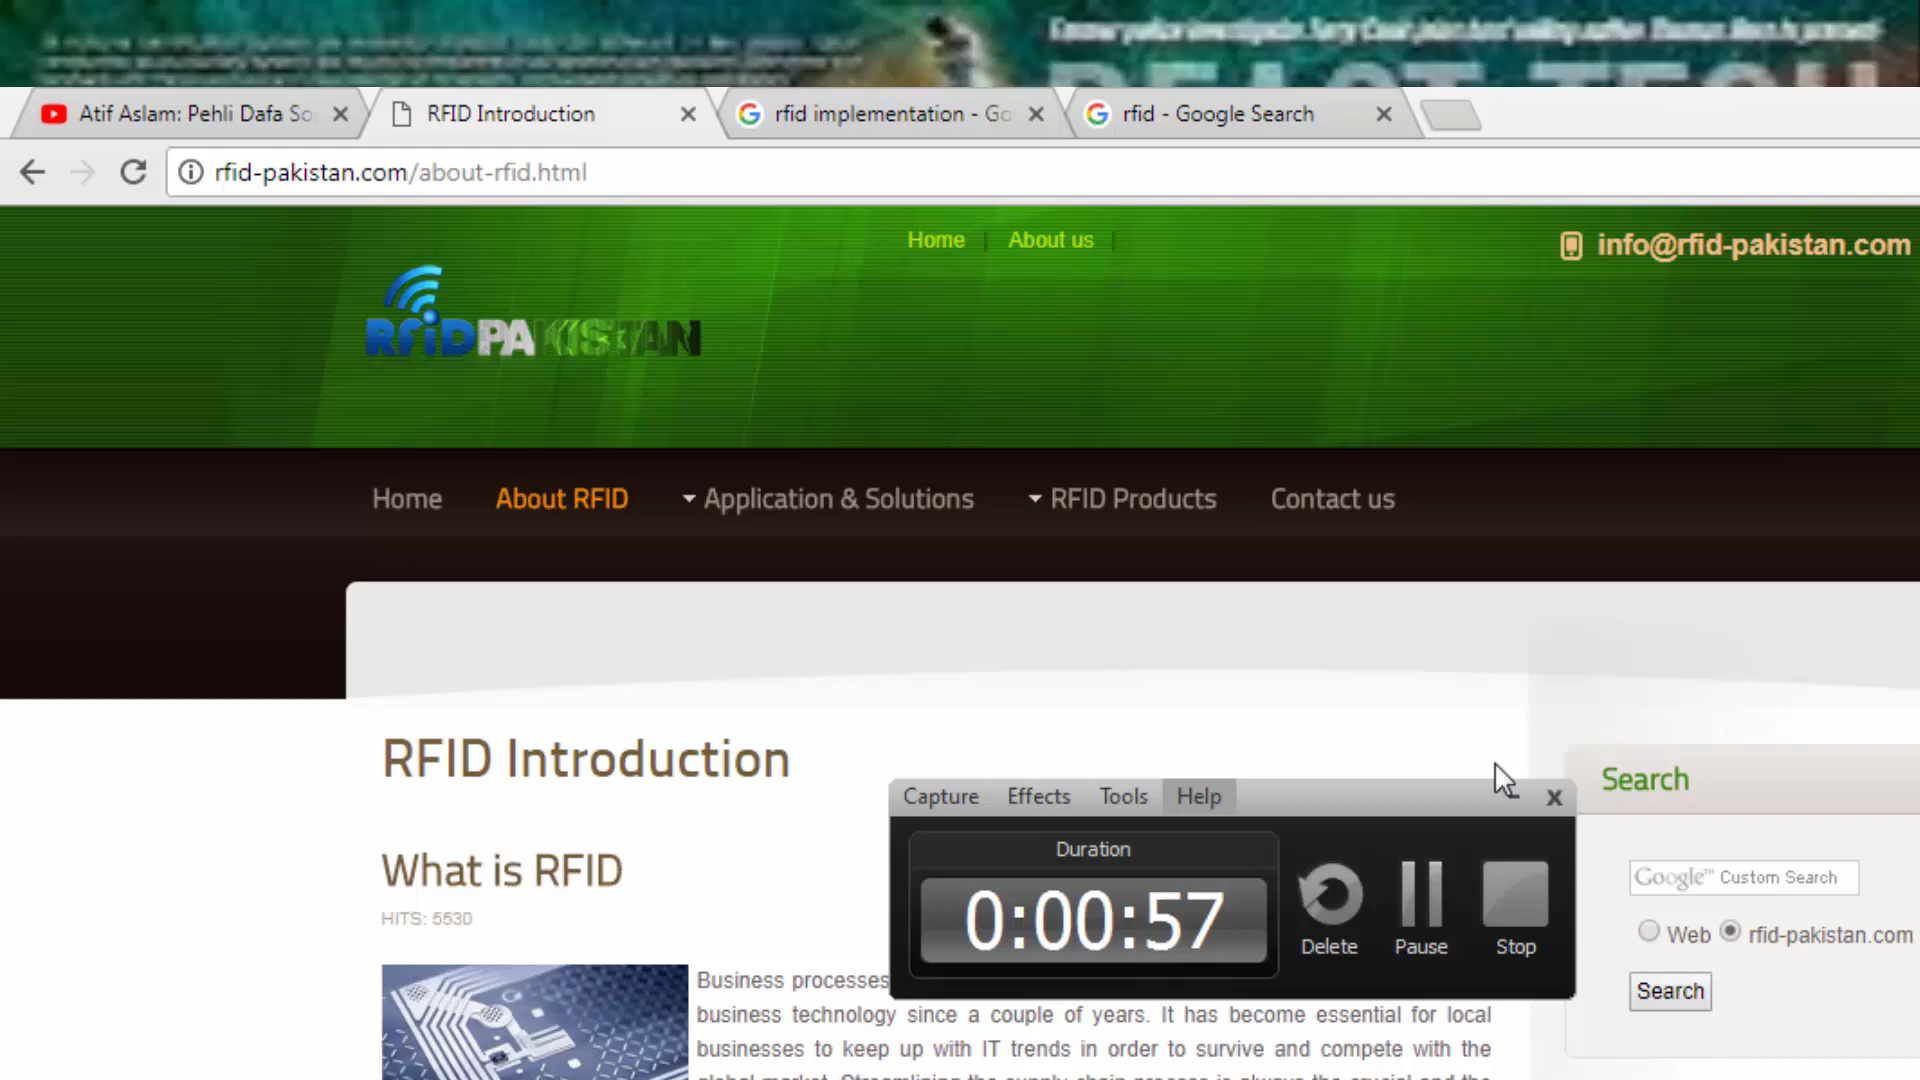 Atif Aslam: Pehli Dafa So
RFID Introduction
rfid implementation - Go
rfid - Google Search
rfid-pakistan.com/about-rfid.html
Home
About us
info@rfid-pakistan.com
RFiDPAKISTAN
Home
About RFID
Application & Solutions
RFID Products
Contact us
RFID Introduction
Search
Capture Effects Tools Help x
What is RFID
Duration
Google™ Custom Search
HITS: 5530
0:00:57
Delete
Pause
Stop
Web rfid-pakistan.com
Search
Business processes
business technology since a couple of years. It has become essential for local
businesses to keep up with IT trends in order to survive and compete with the